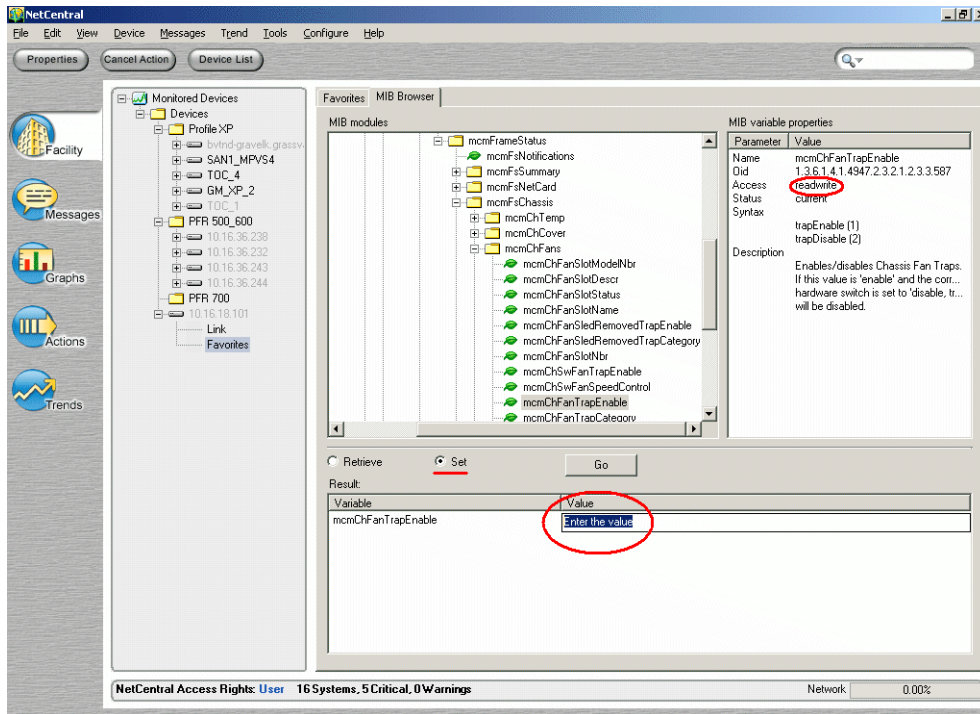 NetCentral
File Edit View Device Messages Trend Tools Configure Help
Properties Cancel Action Device List
Facility
Messages
Graphs
Actions
Trends
Monitored Devices
Devices
Profile XP
bvtnd-gravelk.grassv
SAN1_MPVS4
TOC_4
GM_XP_2
TOC_1
PFR 500_600
10.16.36.238
10.16.36.232
10.16.36.243
10.16.36.244
PFR 700
10.16.18.101
Link
Favorites
Favorites MIB Browser
MIB modules
mcmFrameStatus
mcmFsNotifications
mcmFsSummary
mcmFsNetCard
mcmFsChassis
mcmChTemp
mcmChCover
mcmChFans
mcmChFanSlotModelNbr
mcmChFanSlotDescr
mcmChFanSlotStatus
mcmChFanSlotName
mcmChFanSledRemovedTrapEnable
mcmChFanSledRemovedTrapCategory
mcmChFanSlotNbr
mcmChSwFanTrapEnable
mcmChSwFanSpeedControl
mcmChFanTrapEnable
mcmChFanTrapCategory
MIB variable properties
Parameter Value
Name mcmChFanTrapEnable
Oid 1.3.6.1.4.1.4947.2.3.2.1.2.3.3.587
Access readwrite
Status current
Syntax
trapEnable (1)
trapDisable (2)
Description
Enables/disables Chassis Fan Traps.
If this value is 'enable' and the corr...
hardware switch is set to 'disable, tr...
will be disabled.
Retrieve Set Go
Result:
Variable Value
mcmChFanTrapEnable Enter the value
NetCentral Access Rights: User 16 Systems, 5 Critical, 0 Warnings Network 0.00%